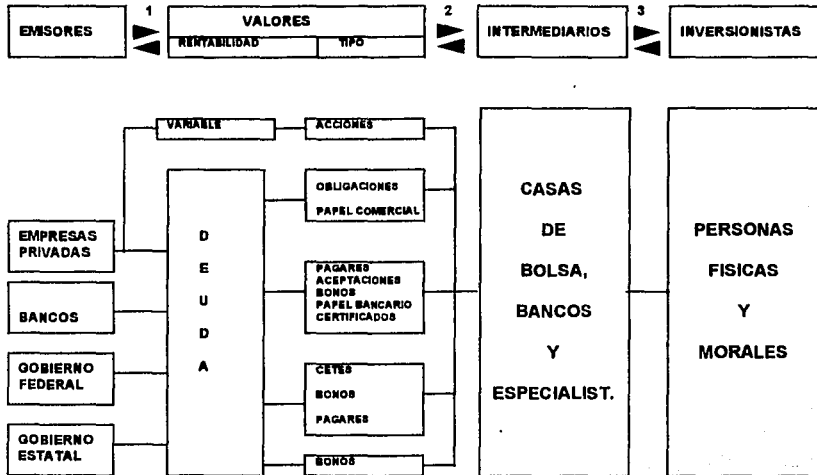 1
2
3
EMISORES
VALORES
RENTABILIDAD
TIPO
INTERMEDIARIOS
INVERSIONISTAS
VARIABLE
ACCIONES
OBLIGACIONES
PAPEL COMERCIAL
EMPRESAS
PRIVADAS
BANCOS
GOBIERNO
FEDERAL
GOBIERNO
ESTATAL
D
E
U
D
A
PAGARES
ACEPTACIONES
BONOS
PAPEL BANCARIO
CERTIFICADOS
CETES
BONOS
PAGARES
BONOS
CASAS
DE
BOLSA,
BANCOS
Y
ESPECIALIST.
PERSONAS
FISICAS
Y
MORALES